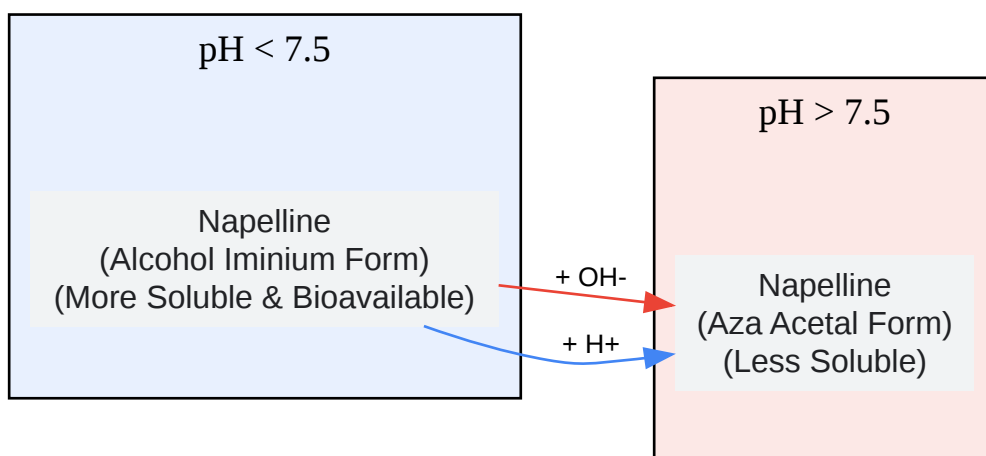 pH < 7.5
Napelline
(Alcohol Iminium Form)
(More Soluble & Bioavailable)
+ OH-
+ H+
pH > 7.5
Napelline
(Aza Acetal Form)
(Less Soluble)